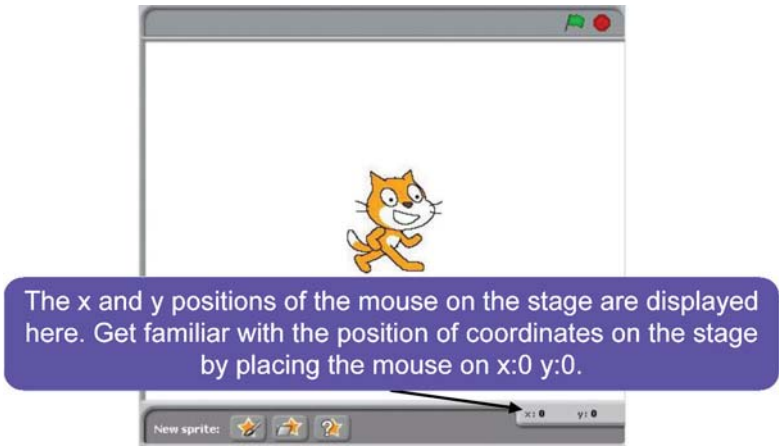 The x and y positions of the mouse on the stage are displayed
here. Get familiar with the position of coordinates on the stage
by placing the mouse on x:0 y:0.
x: 0 y: 0
New sprite: